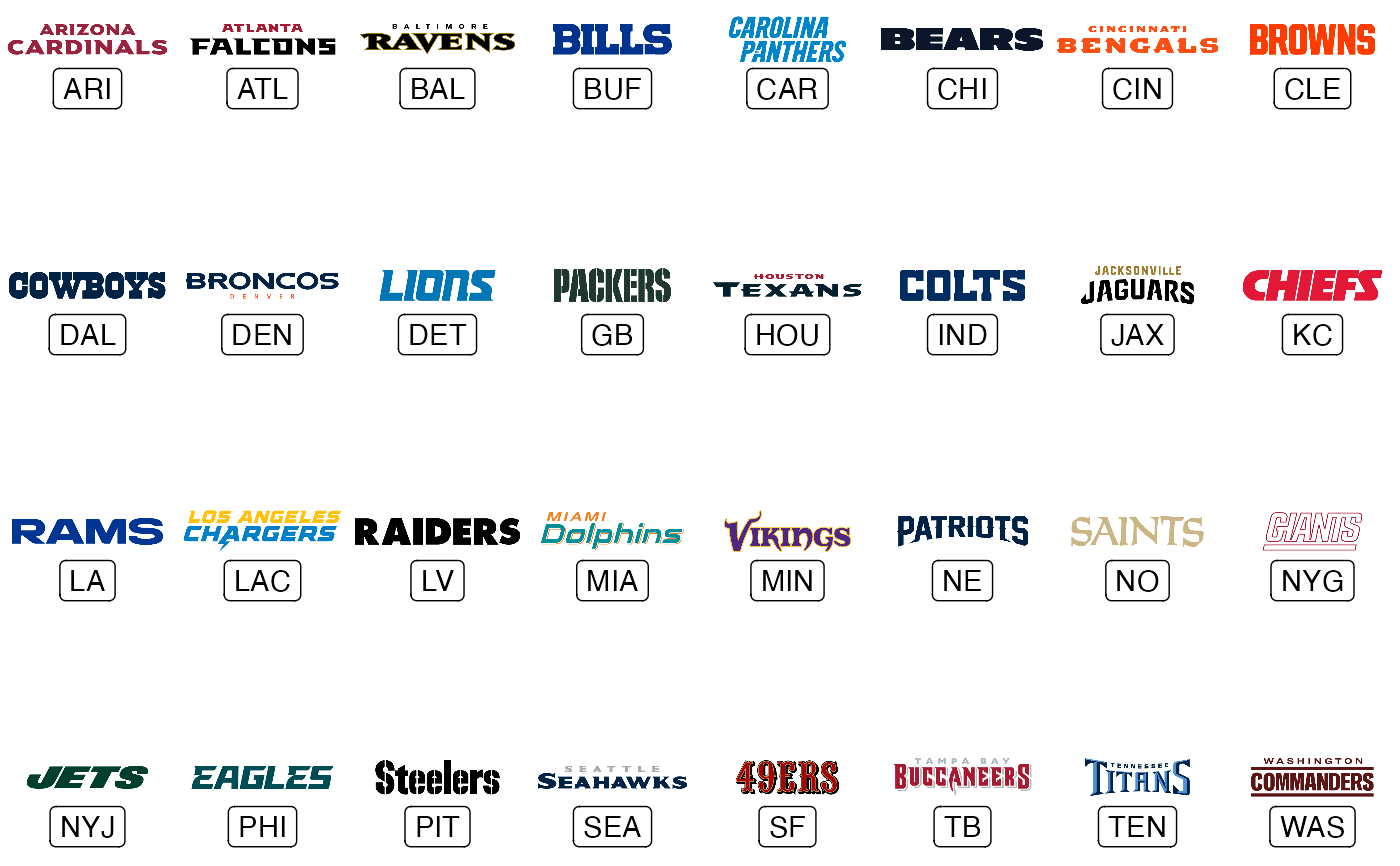 ARIZONA
CARDINALS
ATLANTA
FALCONS
BALTIMORE
RAVENS
BILLS
CAROLINA
PANTHERS
BEARS
CINCINNATI
BENGALS
BROWNS
ARI
ATL
BAL
BUF
CAR
CHI
CIN
CLE
COWBOYS
BRONCOS
DENVER
LIONS
PACKERS
HOUSTON
TEXANS
COLTS
JACKSONVILLE
JAGUARS
CHIEFS
DAL
DEN
DET
GB
HOU
IND
JAX
KC
RAMS
LOS ANGELES
CHARGERS
RAIDERS
MIAMI
Dolphins
VIKINGS
PATRIOTS
SAINTS
GIANTS
LA
LAC
LV
MIA
MIN
NE
NO
NYG
JETS
EAGLES
Steelers
SEATTLE
SEAHAWKS
49ERS
TAMPA BAY
BUCCANEERS
TENNESSEE
TITANS
WASHINGTON
COMMANDERS
NYJ
PHI
PIT
SEA
SF
TB
TEN
WAS